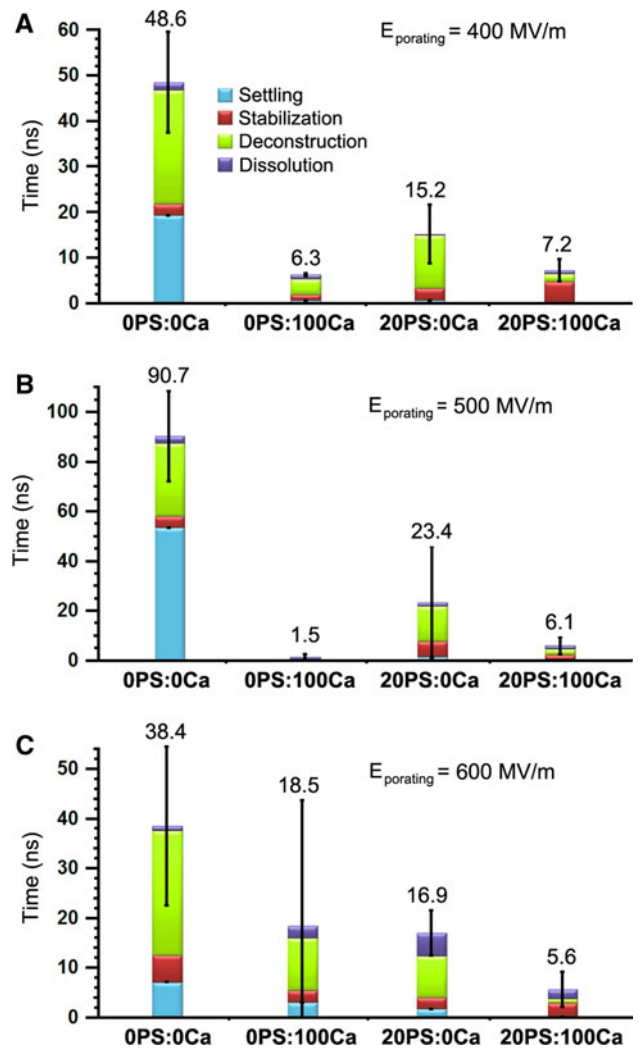 A
E_porating = 400 MV/m
48.6
Settling
Stabilization
Deconstruction
Dissolution
6.3
15.2
7.2
Time (ns)
60
50
40
30
20
10
0
0PS:0Ca 0PS:100Ca 20PS:0Ca 20PS:100Ca
B
E_porating = 500 MV/m
90.7
1.5
23.4
6.1
Time (ns)
100
80
60
40
20
0
0PS:0Ca 0PS:100Ca 20PS:0Ca 20PS:100Ca
C
E_porating = 600 MV/m
38.4
18.5
16.9
5.6
Time (ns)
50
40
30
20
10
0
0PS:0Ca 0PS:100Ca 20PS:0Ca 20PS:100Ca